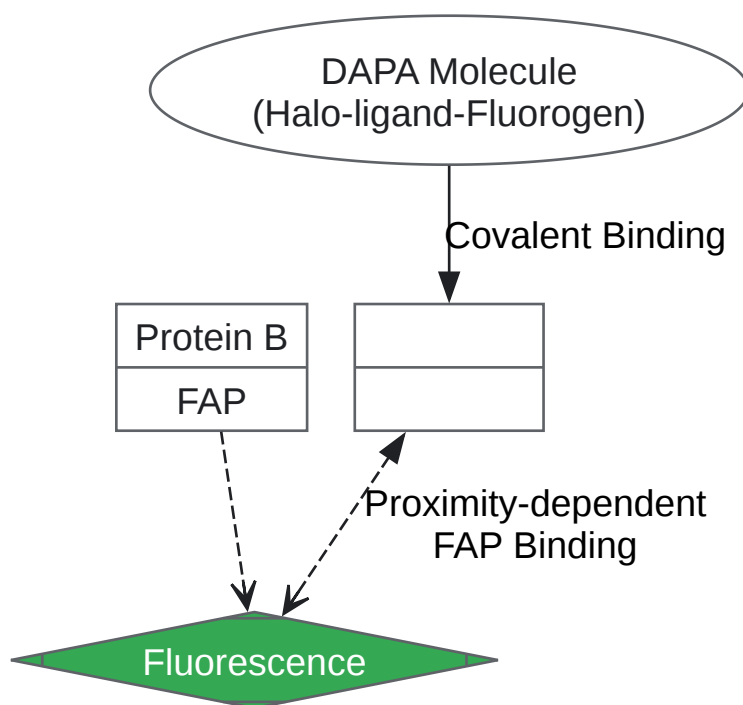 DAPA Molecule
(Halo-ligand-Fluorogen)
Covalent Binding
Protein B
FAP
Proximity-dependent
FAP Binding
Fluorescence